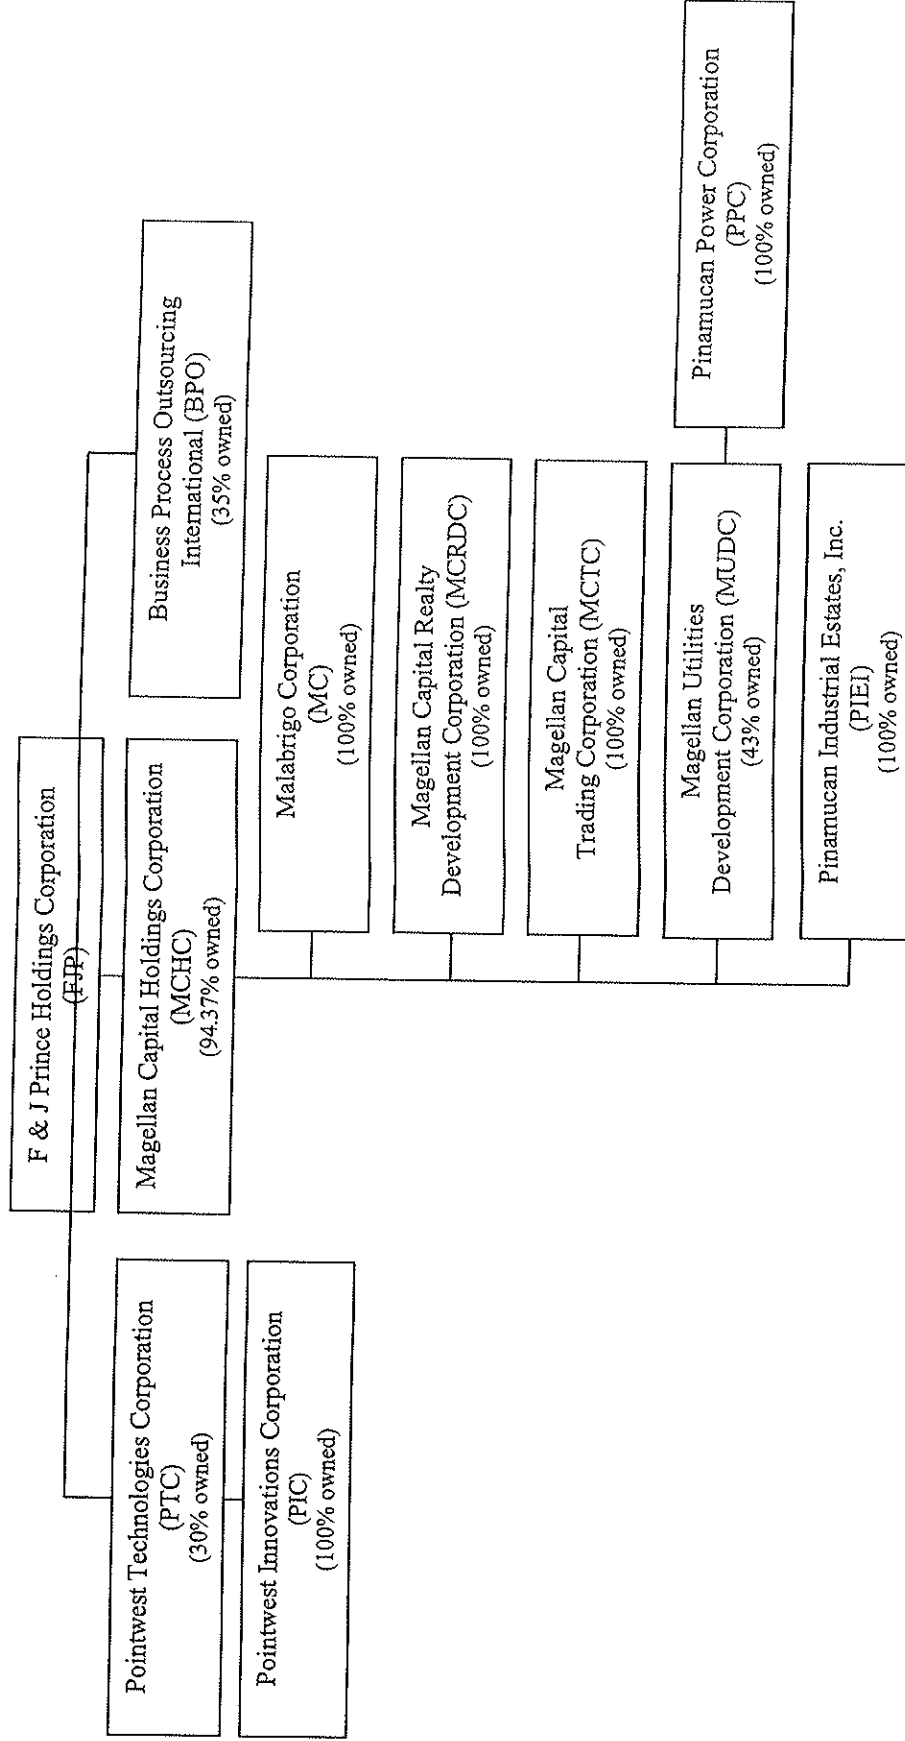 F & J Prince Holdings Corporation
(FJP)
Pointwest Technologies Corporation
(PTC)
(30% owned)
Pointwest Innovations Corporation
(PIC)
(100% owned)
Magellan Capital Holdings Corporation
(MCHC)
(94.37% owned)
Business Process Outsourcing
International (BPO)
(35% owned)
Malabrigo Corporation
(MC)
(100% owned)
Magellan Capital Realty
Development Corporation (MCRDC)
(100% owned)
Magellan Capital
Trading Corporation (MCTC)
(100% owned)
Magellan Utilities
Development Corporation (MUDC)
(43% owned)
Pinamucan Power Corporation
(PPC)
(100% owned)
Pinamucan Industrial Estates, Inc.
(PIEI)
(100% owned)